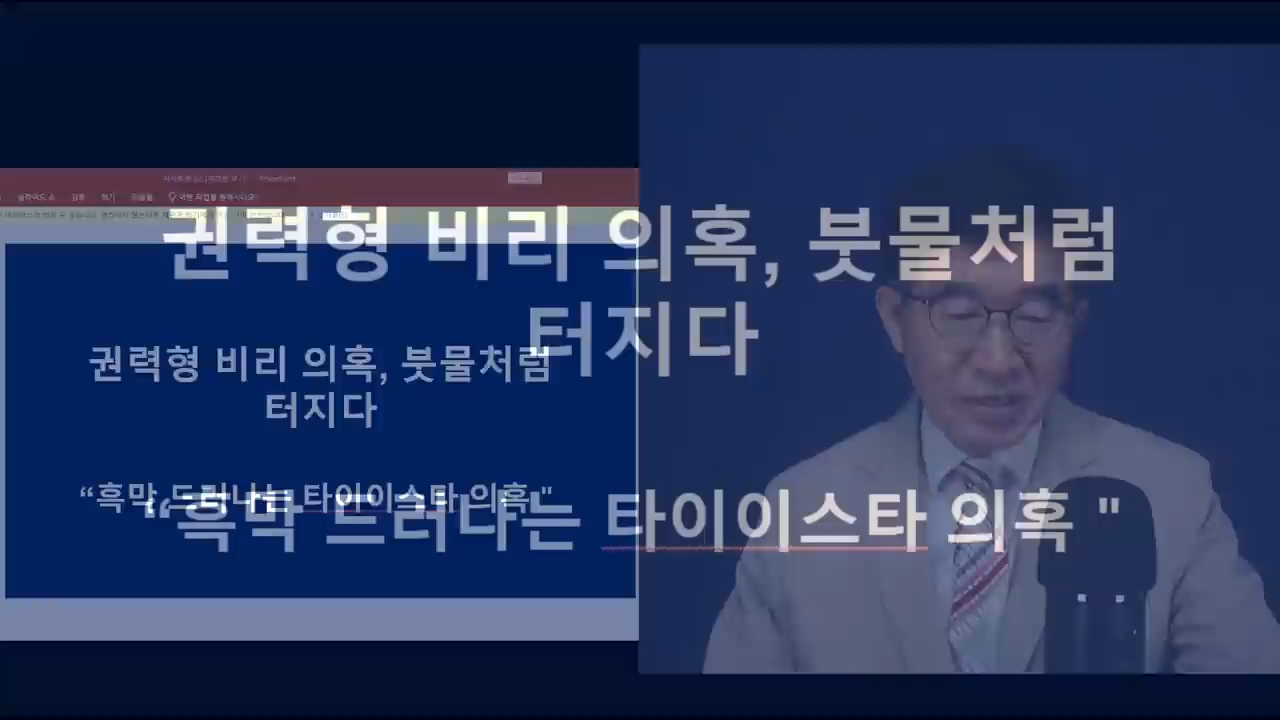 권력형 비리 의혹, 붓물처럼
터지다
"흑막 드러나는 타이이스타 의혹 "
권력형 비리 의혹, 붓물처럼
터지다
“흑막 드러나는 타이이스타 의혹 "